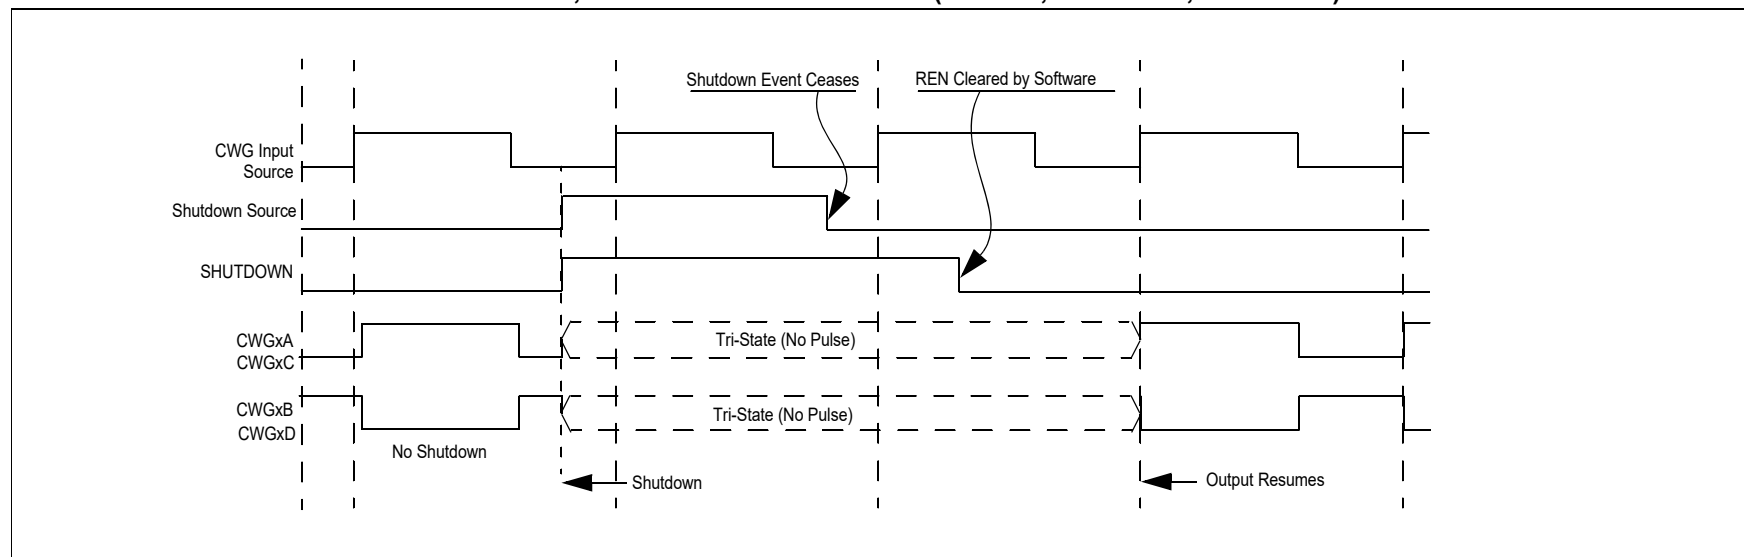 Shutdown Event Ceases
REN Cleared by Software
CWG Input
Source
Shutdown Source
SHUTDOWN
CWGxA
CWGxC
Tri-State (No Pulse)
CWGxB
CWGxD
Tri-State (No Pulse)
No Shutdown
Shutdown
Output Resumes